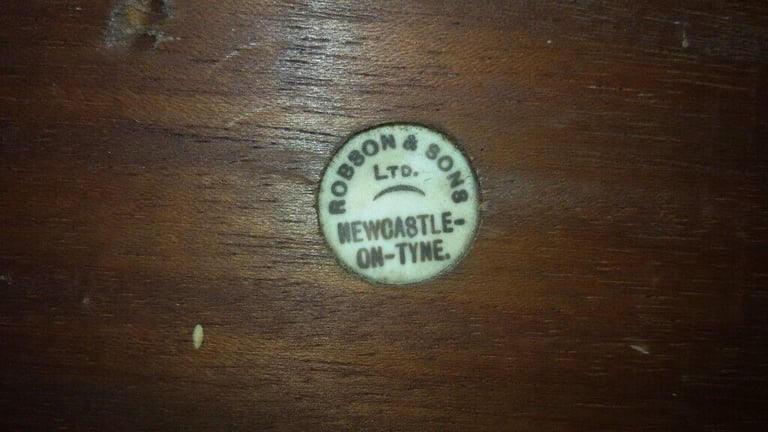 ROBSON & SONS
LTD.
NEWCASTLE-
ON-TYNE.